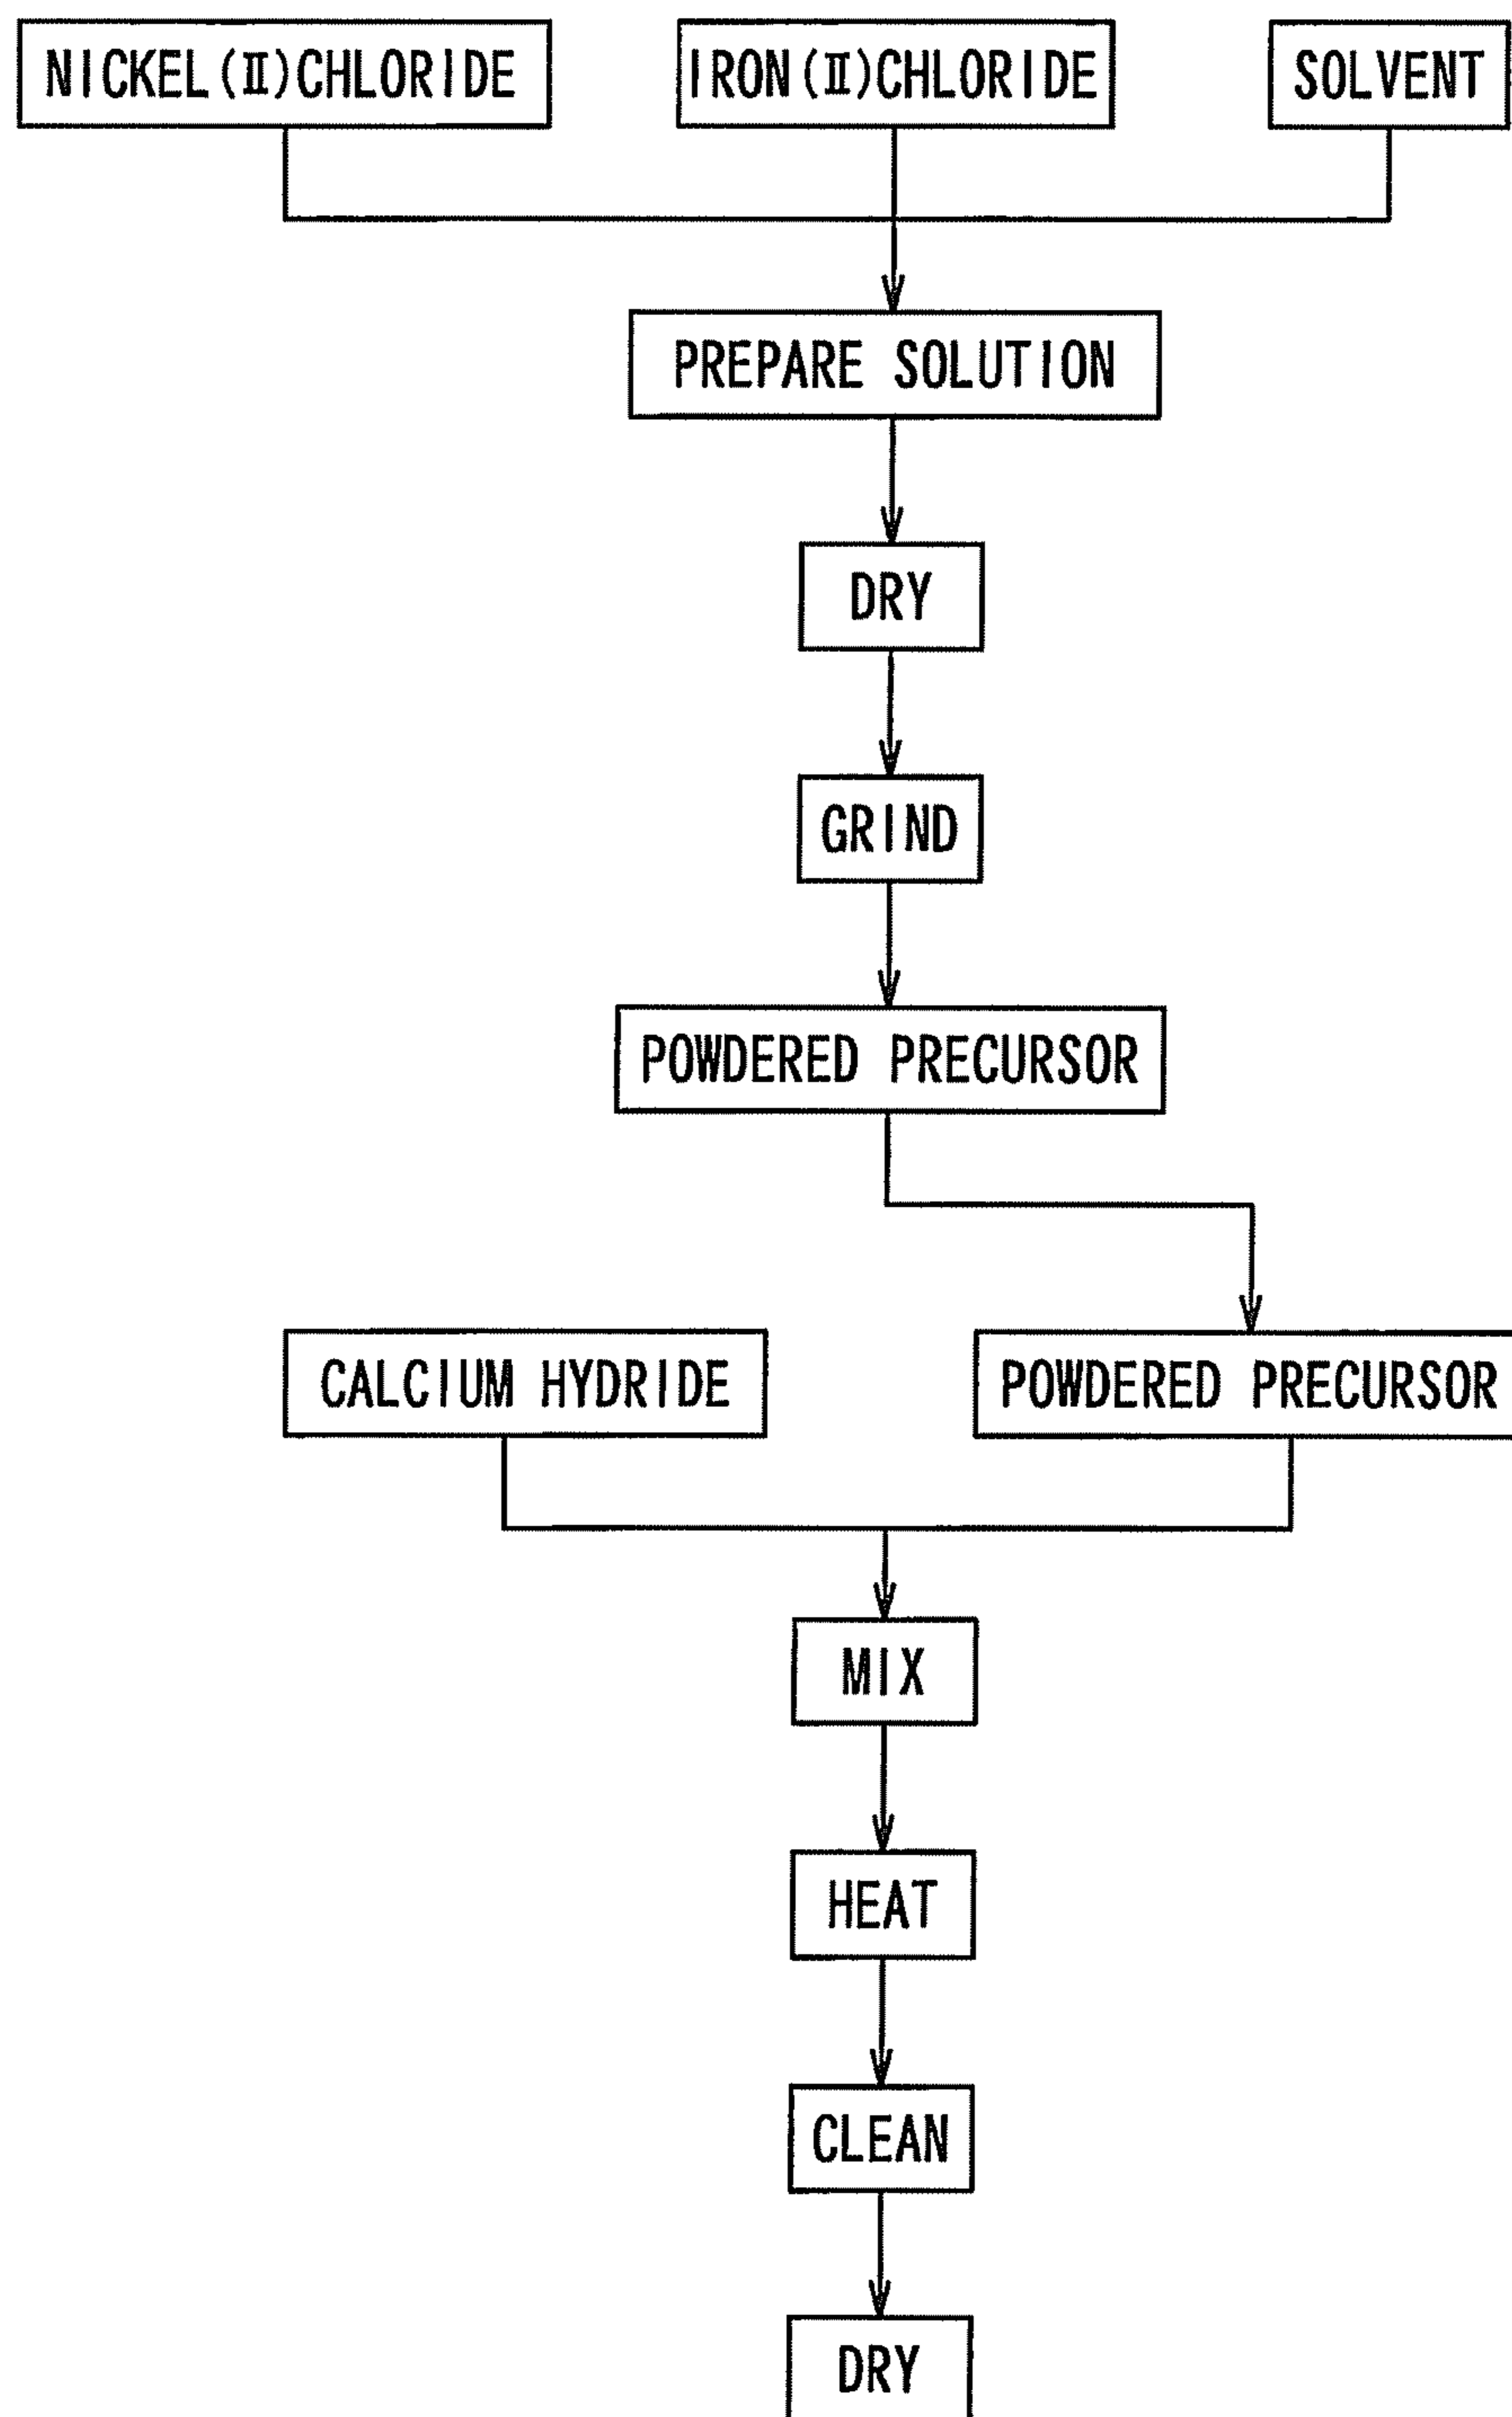 NICKEL(Ⅱ)CHLORIDE
IRON(Ⅱ)CHLORIDE
SOLVENT
PREPARE SOLUTION
DRY
GRIND
POWDERED PRECURSOR
CALCIUM HYDRIDE
POWDERED PRECURSOR
MIX
HEAT
CLEAN
DRY